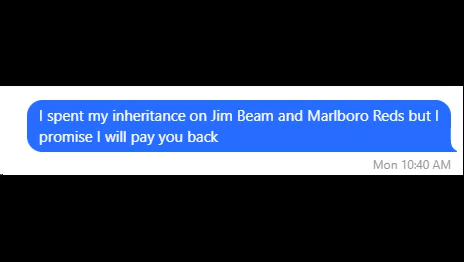 I spent my inheritance on Jim Beam and Marlboro Reds but I
promise I will pay you back
Mon 10:40 AM